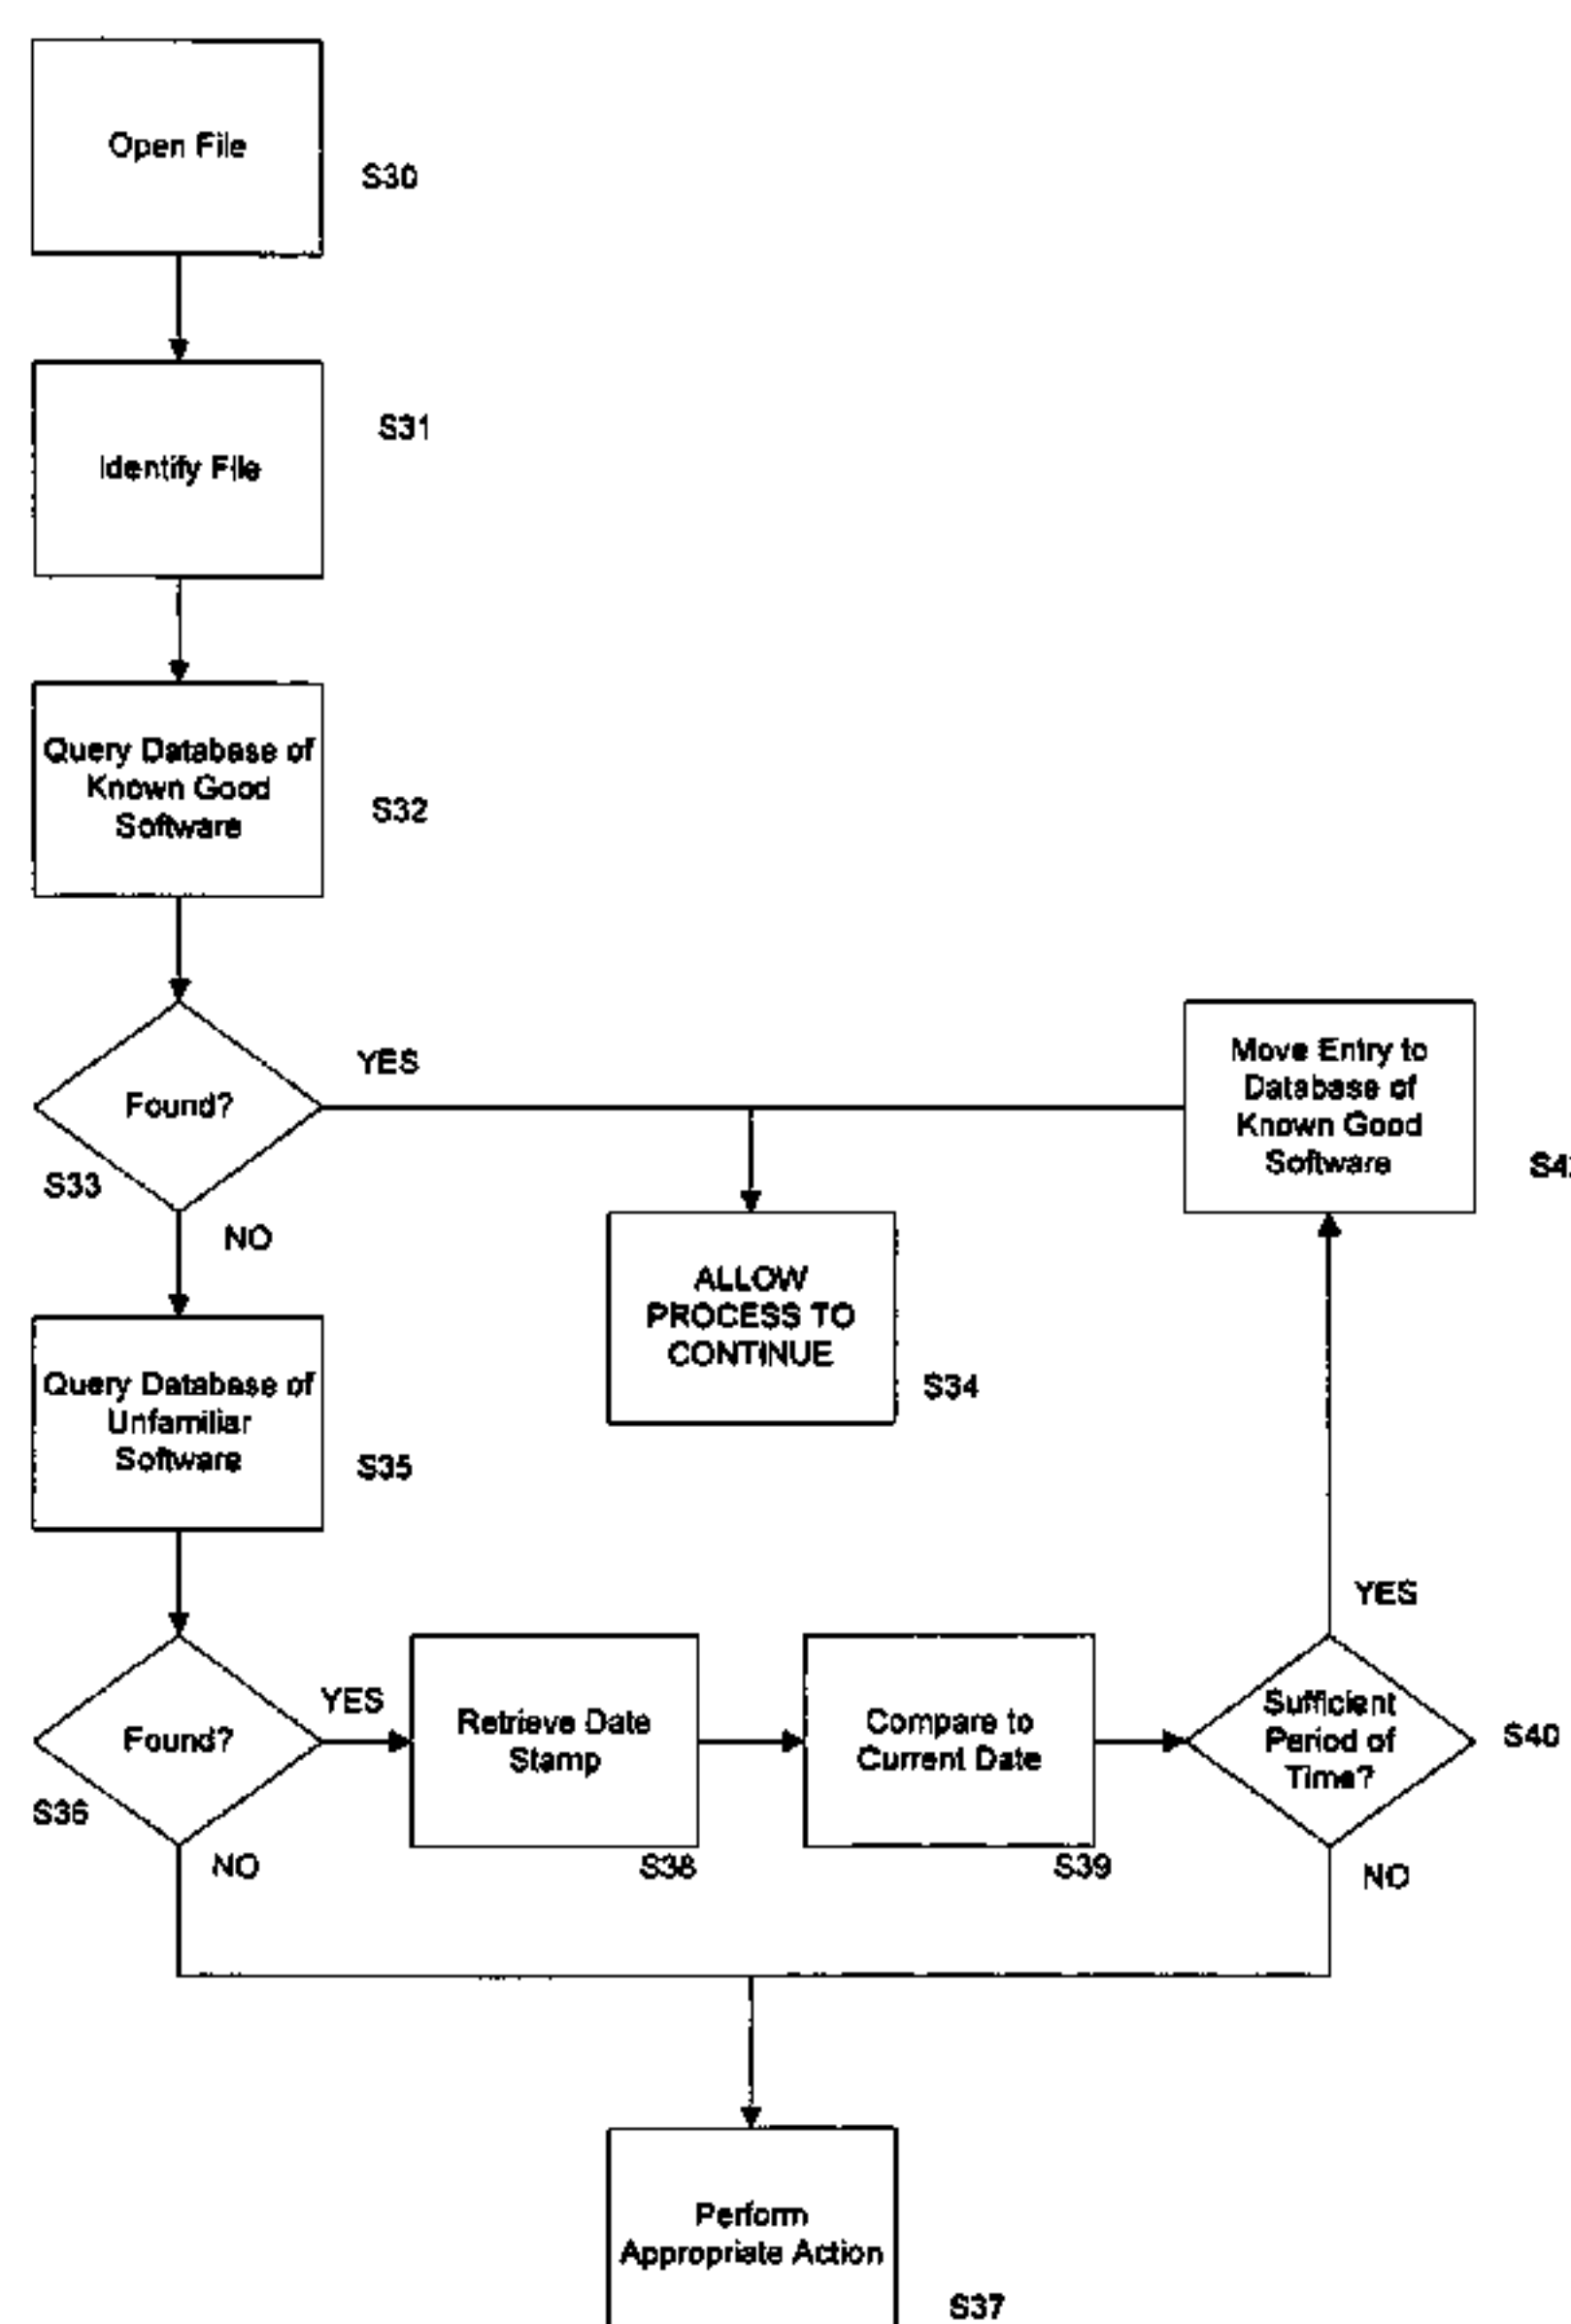 Open File
S30
Identify File
S31
Query Database of
Known Good
Software
S32
Found?
YES
S33
NO
Move Entry to
Database of
Known Good
Software
ALLOW
PROCESS TO
CONTINUE
S34
Query Database of
Unfamiliar
Software
S35
Found?
YES
S36
NO
Retrieve Date
Stamp
S38
Compare to
Current Date
S39
Sufficient
Period of
Time?
S40
YES
NO
Perform
Appropriate Action
S37